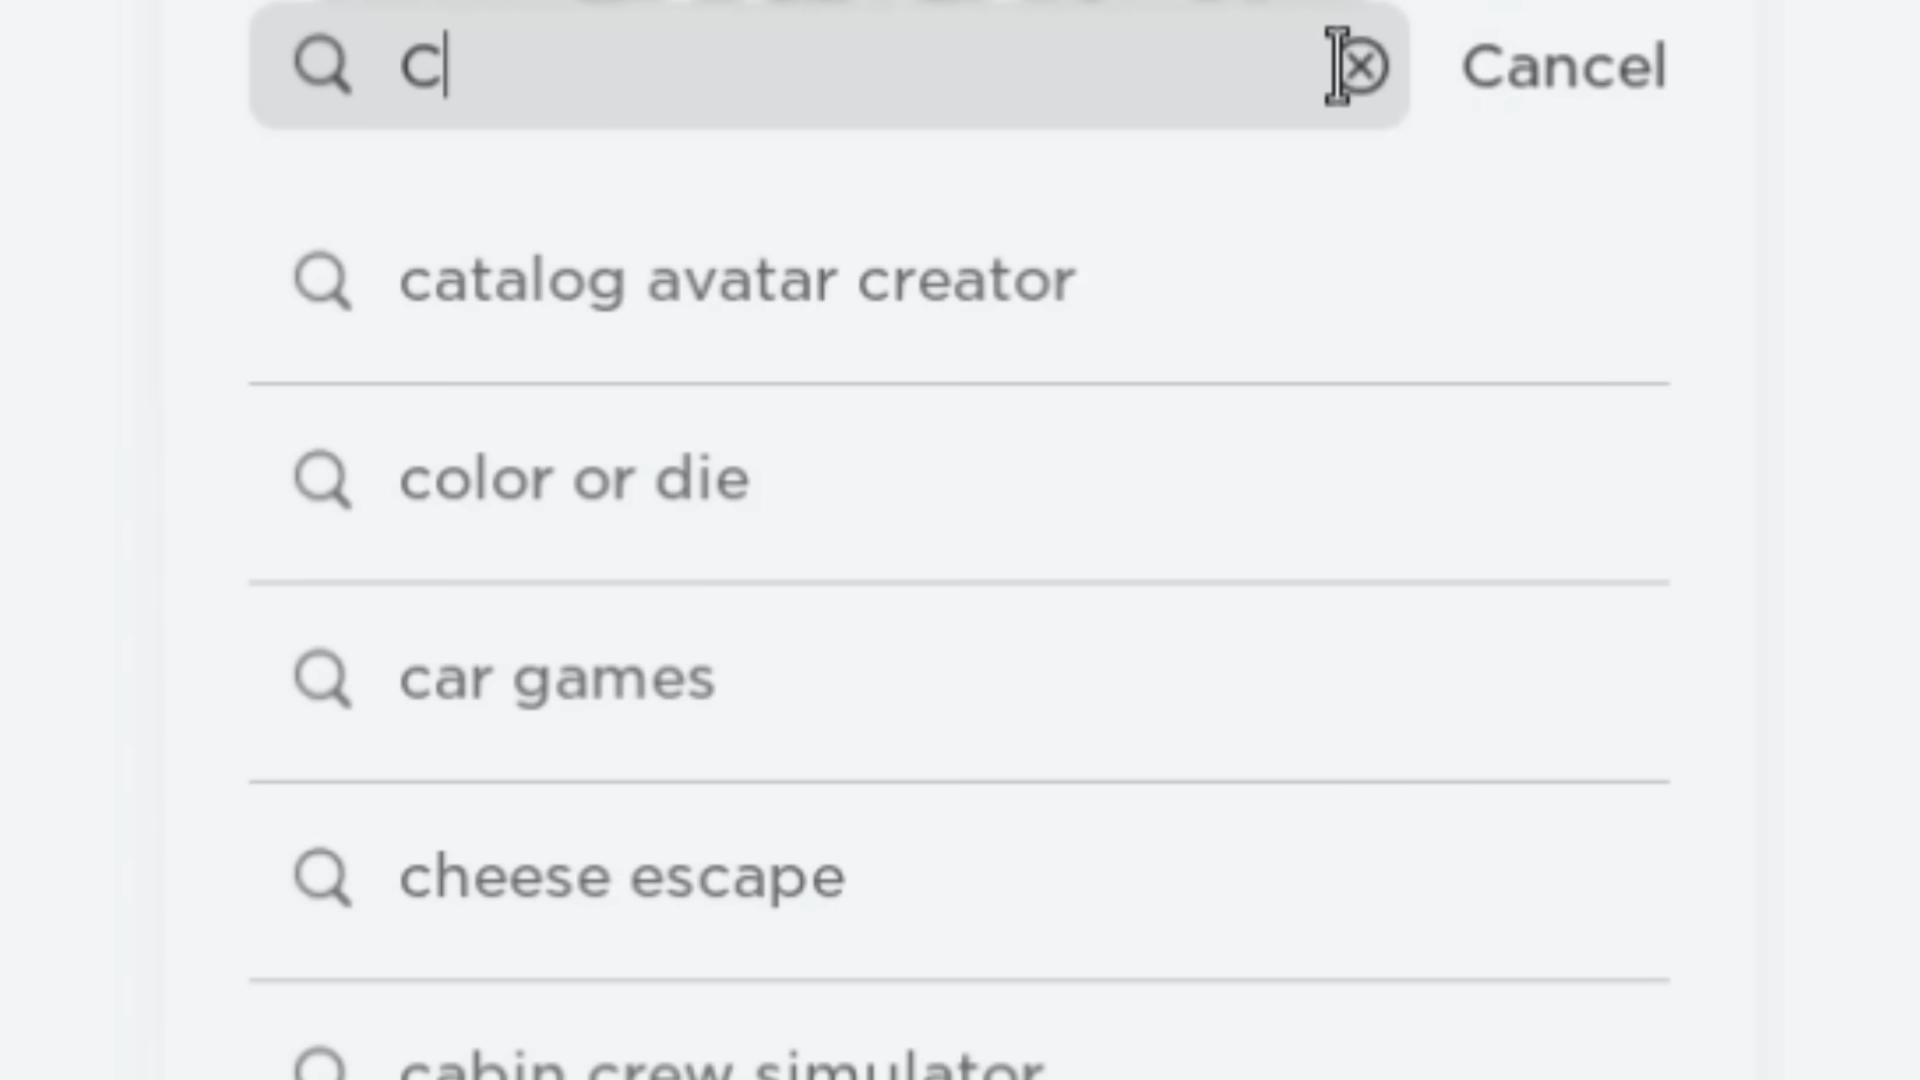 C
Cancel
catalog avatar creator
color or die
car games
cheese escape
cabin crew simulator